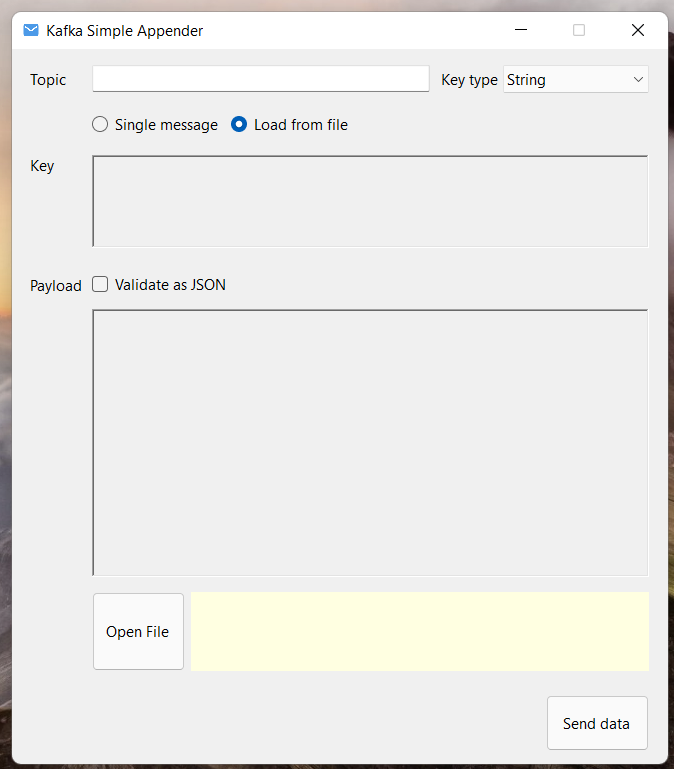 Kafka Simple Appender
Topic Key type String
Single message Load from file
Key
Payload Validate as JSON
Open File
Send data